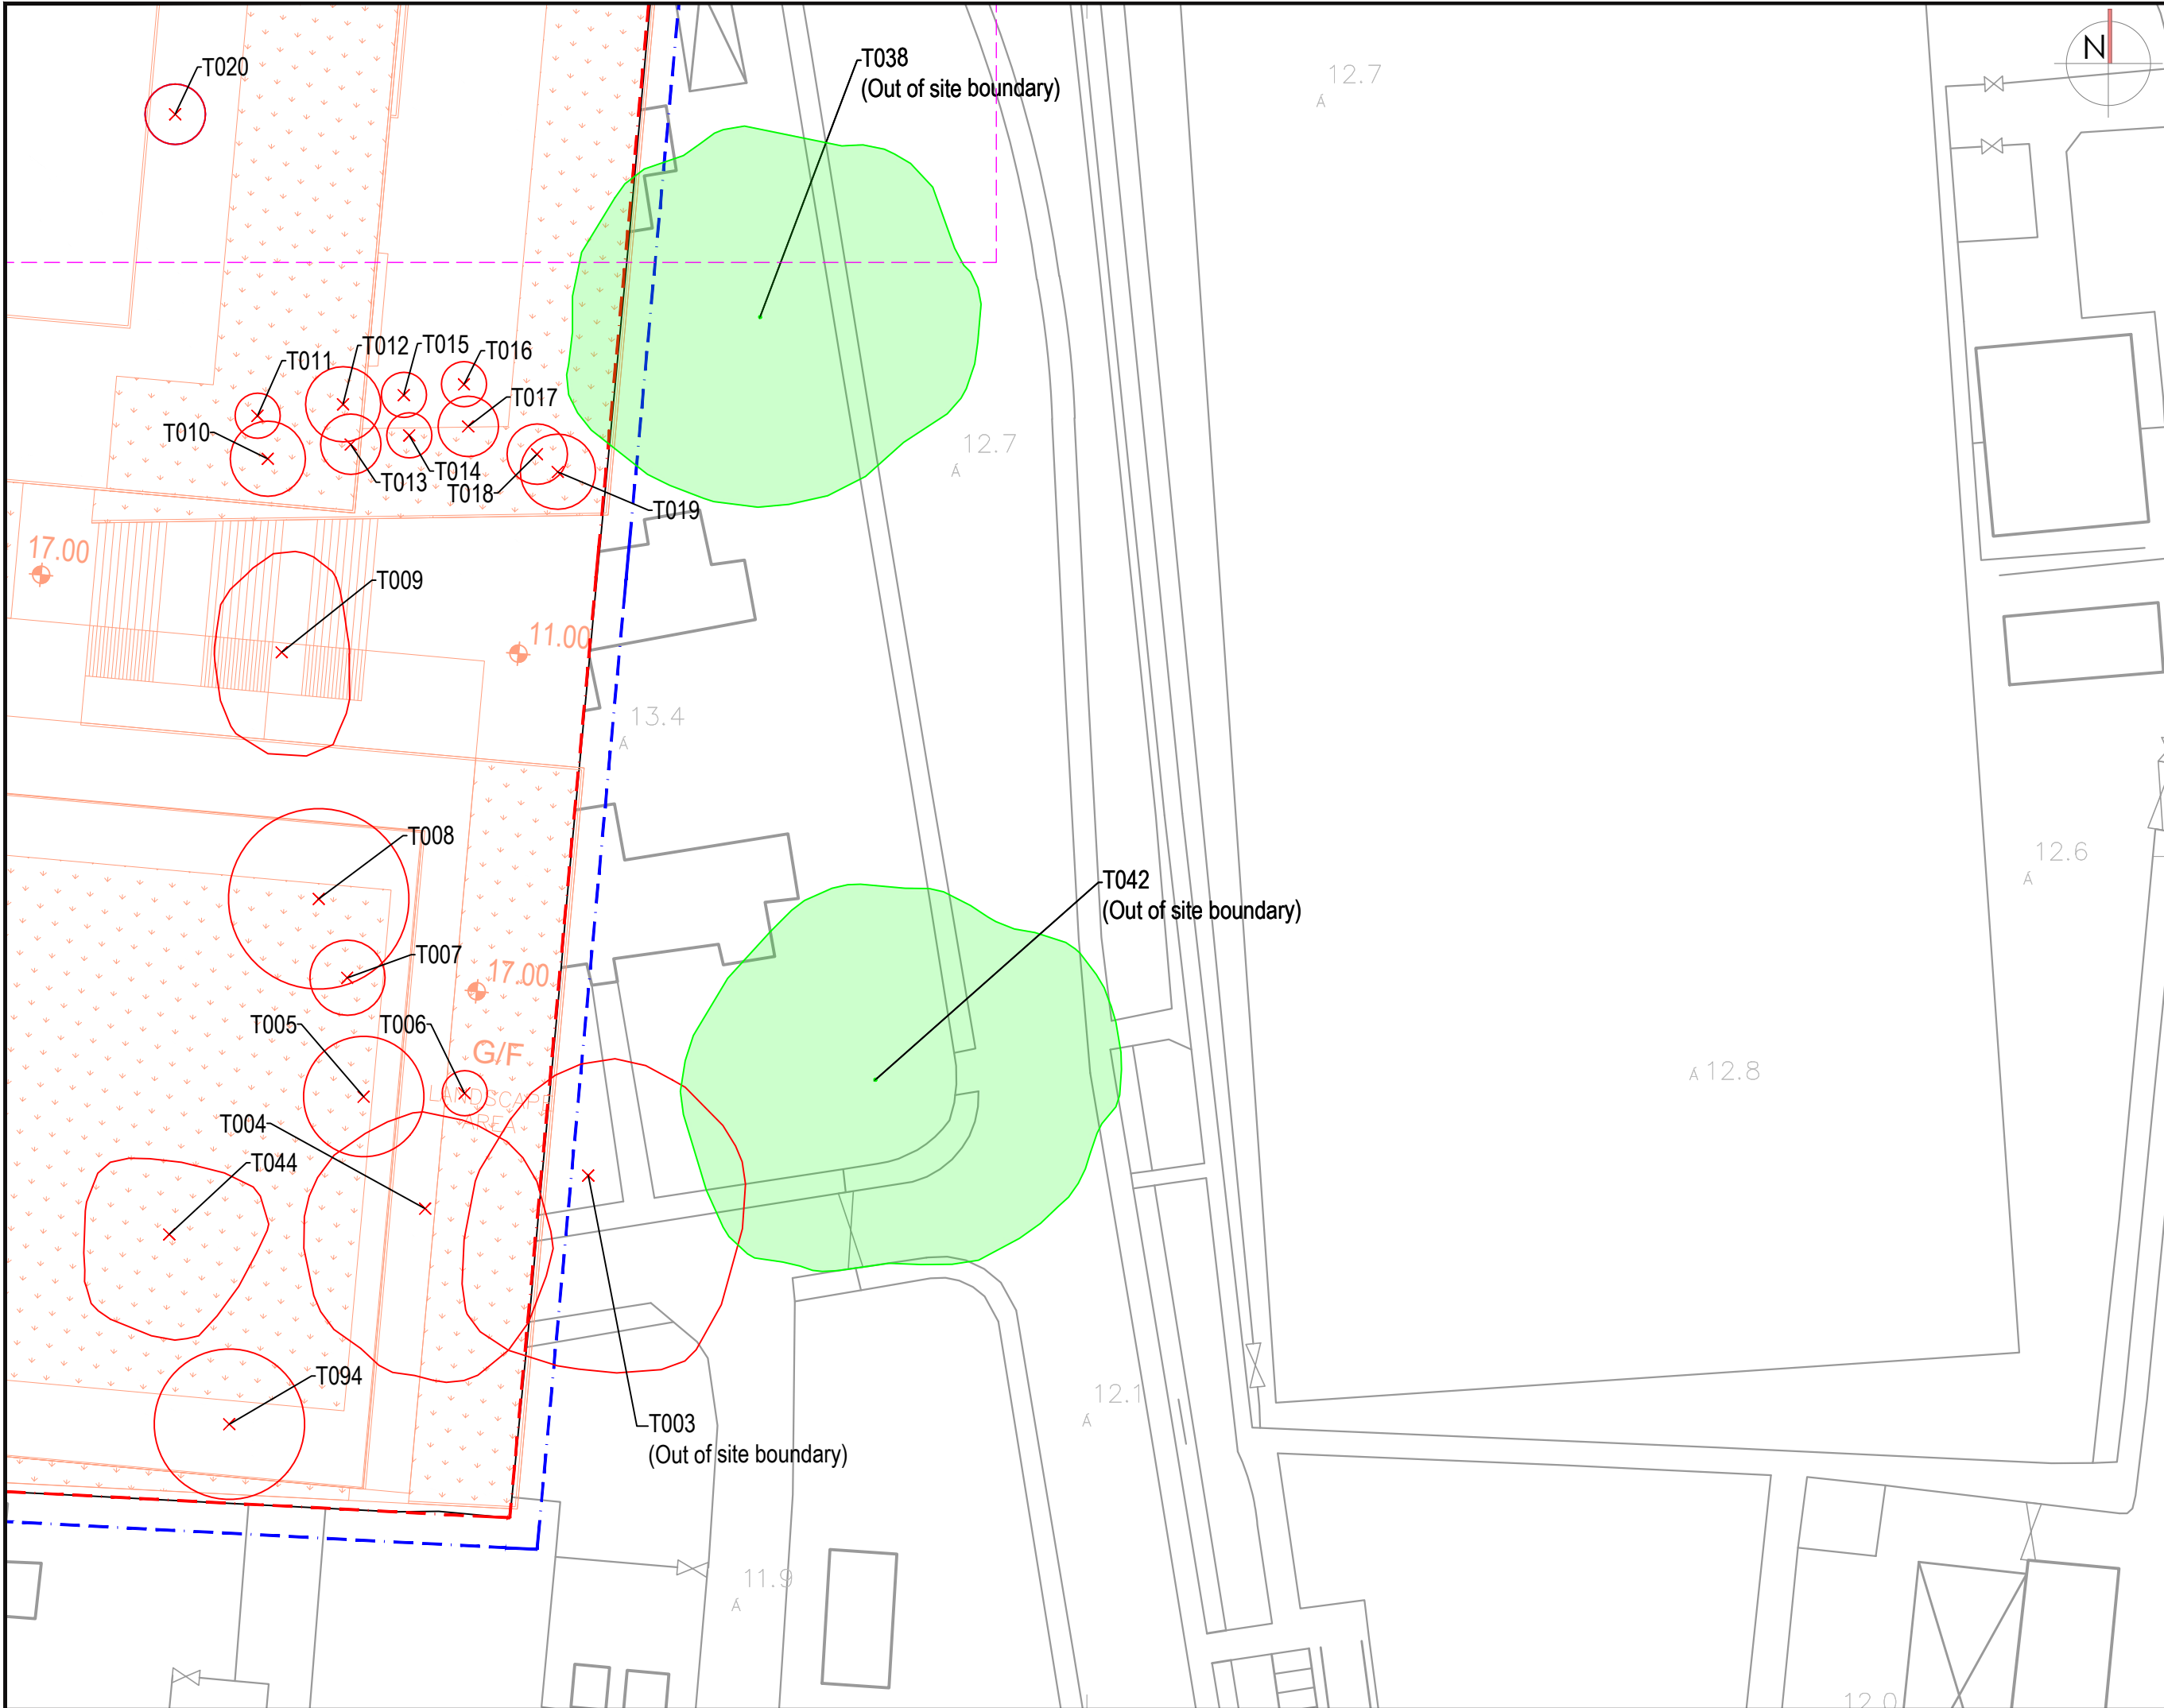 N
T038
(Out of site boundary)
T020
12.7
T012
T015
T016
T011
T017
T010
12.7
T014
T013
T018
T019
17.00
T009
11.00
13.4
T008
12.6
T042
(Out of site boundary)
T007
17.00
T005
T006
G/F
12.8
LANDSCAPE
AREA
T004
T044
T094
12.1
T003
(Out of site boundary)
11.9
12.0